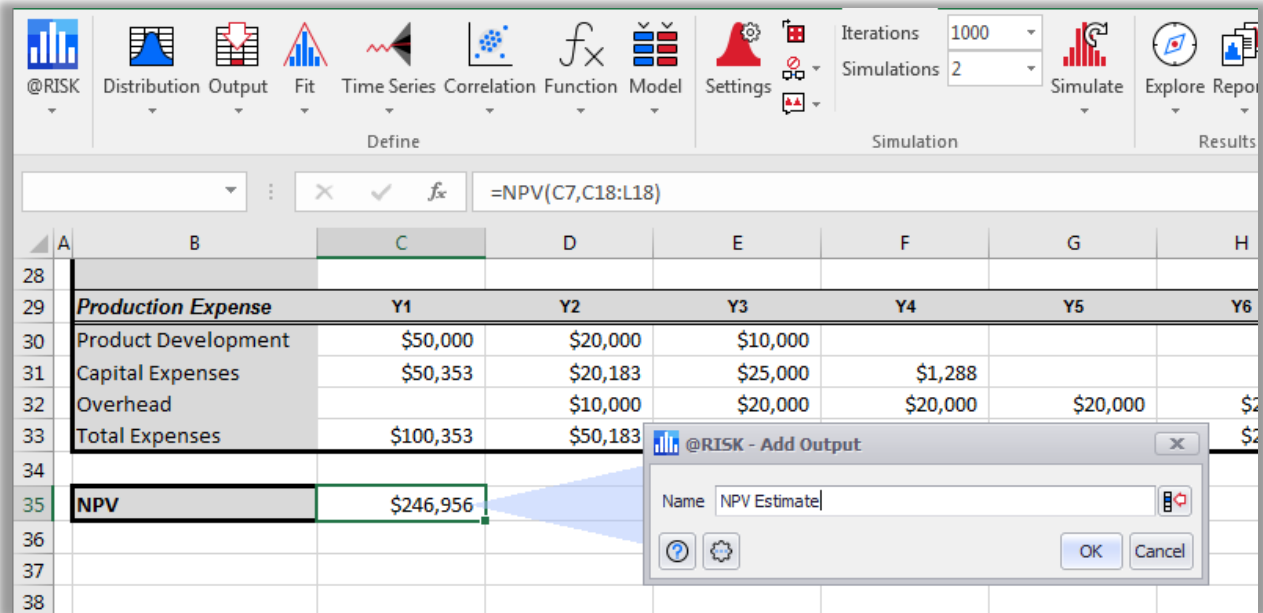 Iterations 1000
@RISK Distribution Output Fit Time Series Correlation Function Model Settings Simulations 2 Simulate Explore Repor
Define Simulation Results
fx =NPV(C7,C18:L18)
A B C D E F G H
28
29 Production Expense Y1 Y2 Y3 Y4 Y5 Y6
30 Product Development $50,000 $20,000 $10,000
31 Capital Expenses $50,353 $20,183 $25,000 $1,288
32 Overhead $10,000 $20,000 $20,000 $20,000 $2
33 Total Expenses $100,353 $50,183 $2
@RISK - Add Output
34
35 NPV $246,956 Name NPV Estimate
36
OK Cancel
37
38